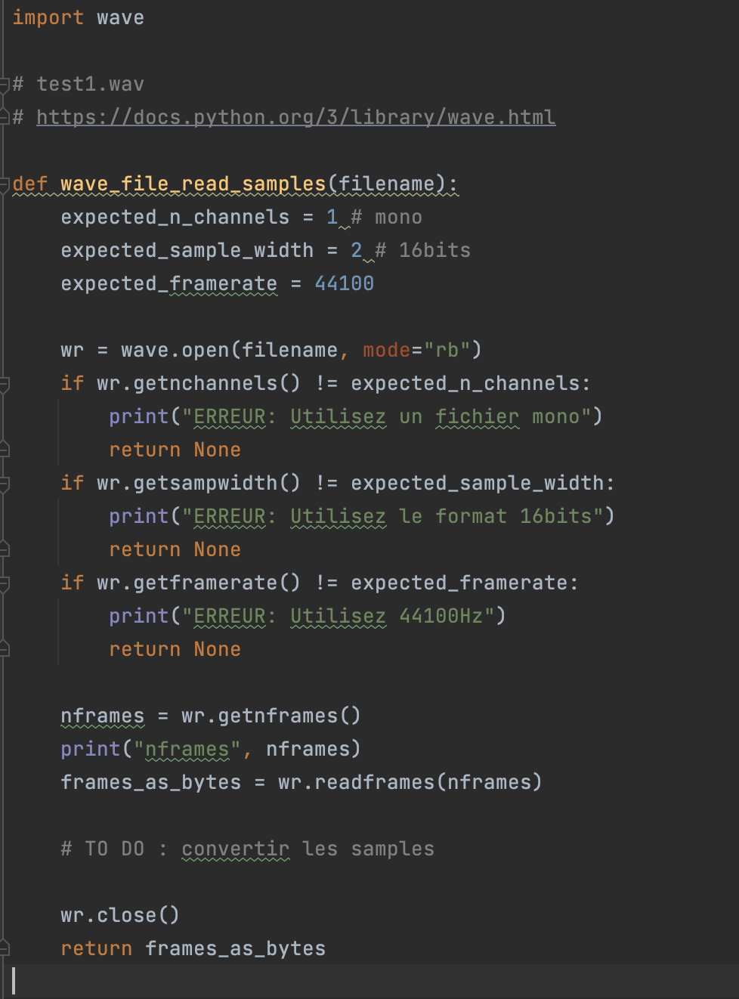 import wave
# test1.wav
# https://docs.python.org/3/library/wave.html
def wave_file_read_samples(filename):
    expected_n_channels = 1 # mono
    expected_sample_width = 2 # 16bits
    expected_framerate = 44100
    wr = wave.open(filename, mode="rb")
    if wr.getnchannels() != expected_n_channels:
        print("ERREUR: Utilisez un fichier mono")
        return None
    if wr.getsampwidth() != expected_sample_width:
        print("ERREUR: Utilisez le format 16bits")
        return None
    if wr.getframerate() != expected_framerate:
        print("ERREUR: Utilisez 44100Hz")
        return None
    nframes = wr.getnframes()
    print("nframes", nframes)
    frames_as_bytes = wr.readframes(nframes)
    # TO DO : convertir les samples
    wr.close()
    return frames_as_bytes